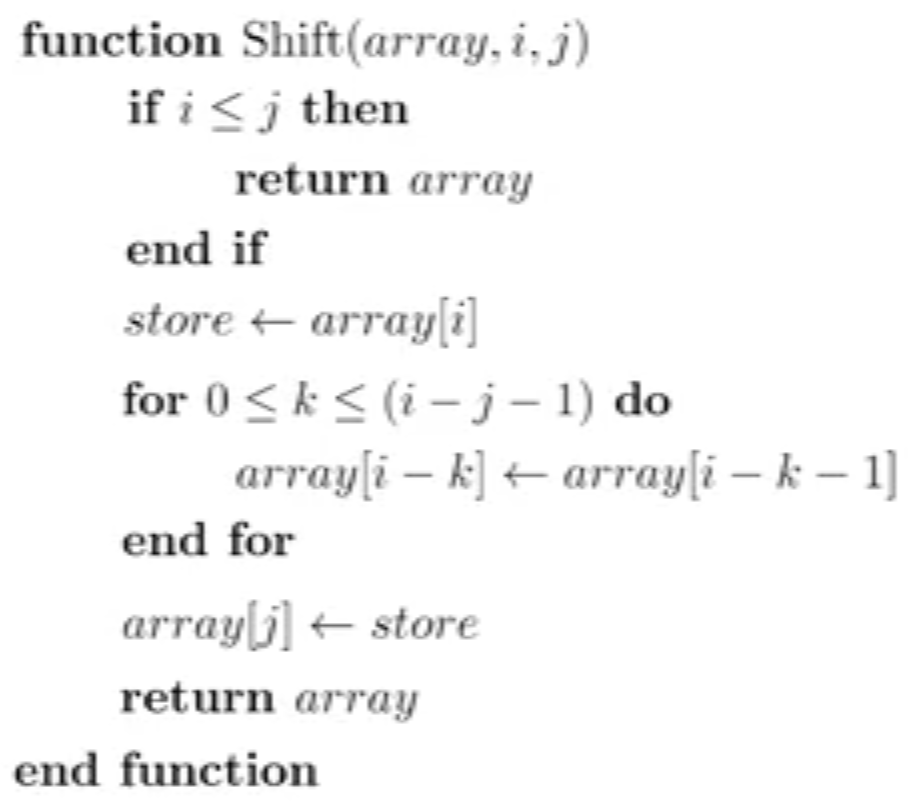 function Shift(array, i, j)
if i ≤ j then
return array
end if
store ← array[i]
for 0 ≤ k ≤ (i − j − 1) do
array[i − k] ← array[i − k − 1]
end for
array[j] ← store
return array
end function